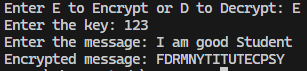 Enter E to Encrypt or D to Decrypt: E
Enter the key: 123
Enter the message: I am good Student
Encrypted message: FDRMNYTITUTECPSY